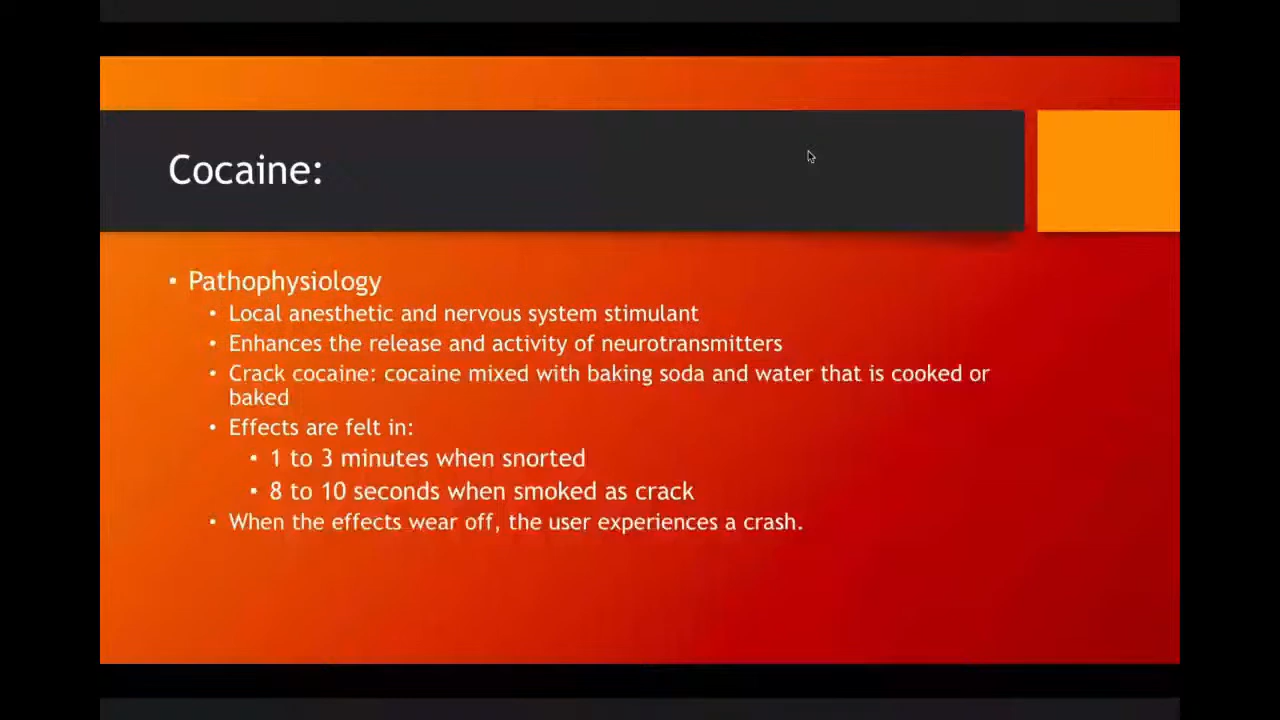 Cocaine:
• Pathophysiology
• Local anesthetic and nervous system stimulant
• Enhances the release and activity of neurotransmitters
• Crack cocaine: cocaine mixed with baking soda and water that is cooked or
baked
• Effects are felt in:
• 1 to 3 minutes when snorted
• 8 to 10 seconds when smoked as crack
• When the effects wear off, the user experiences a crash.